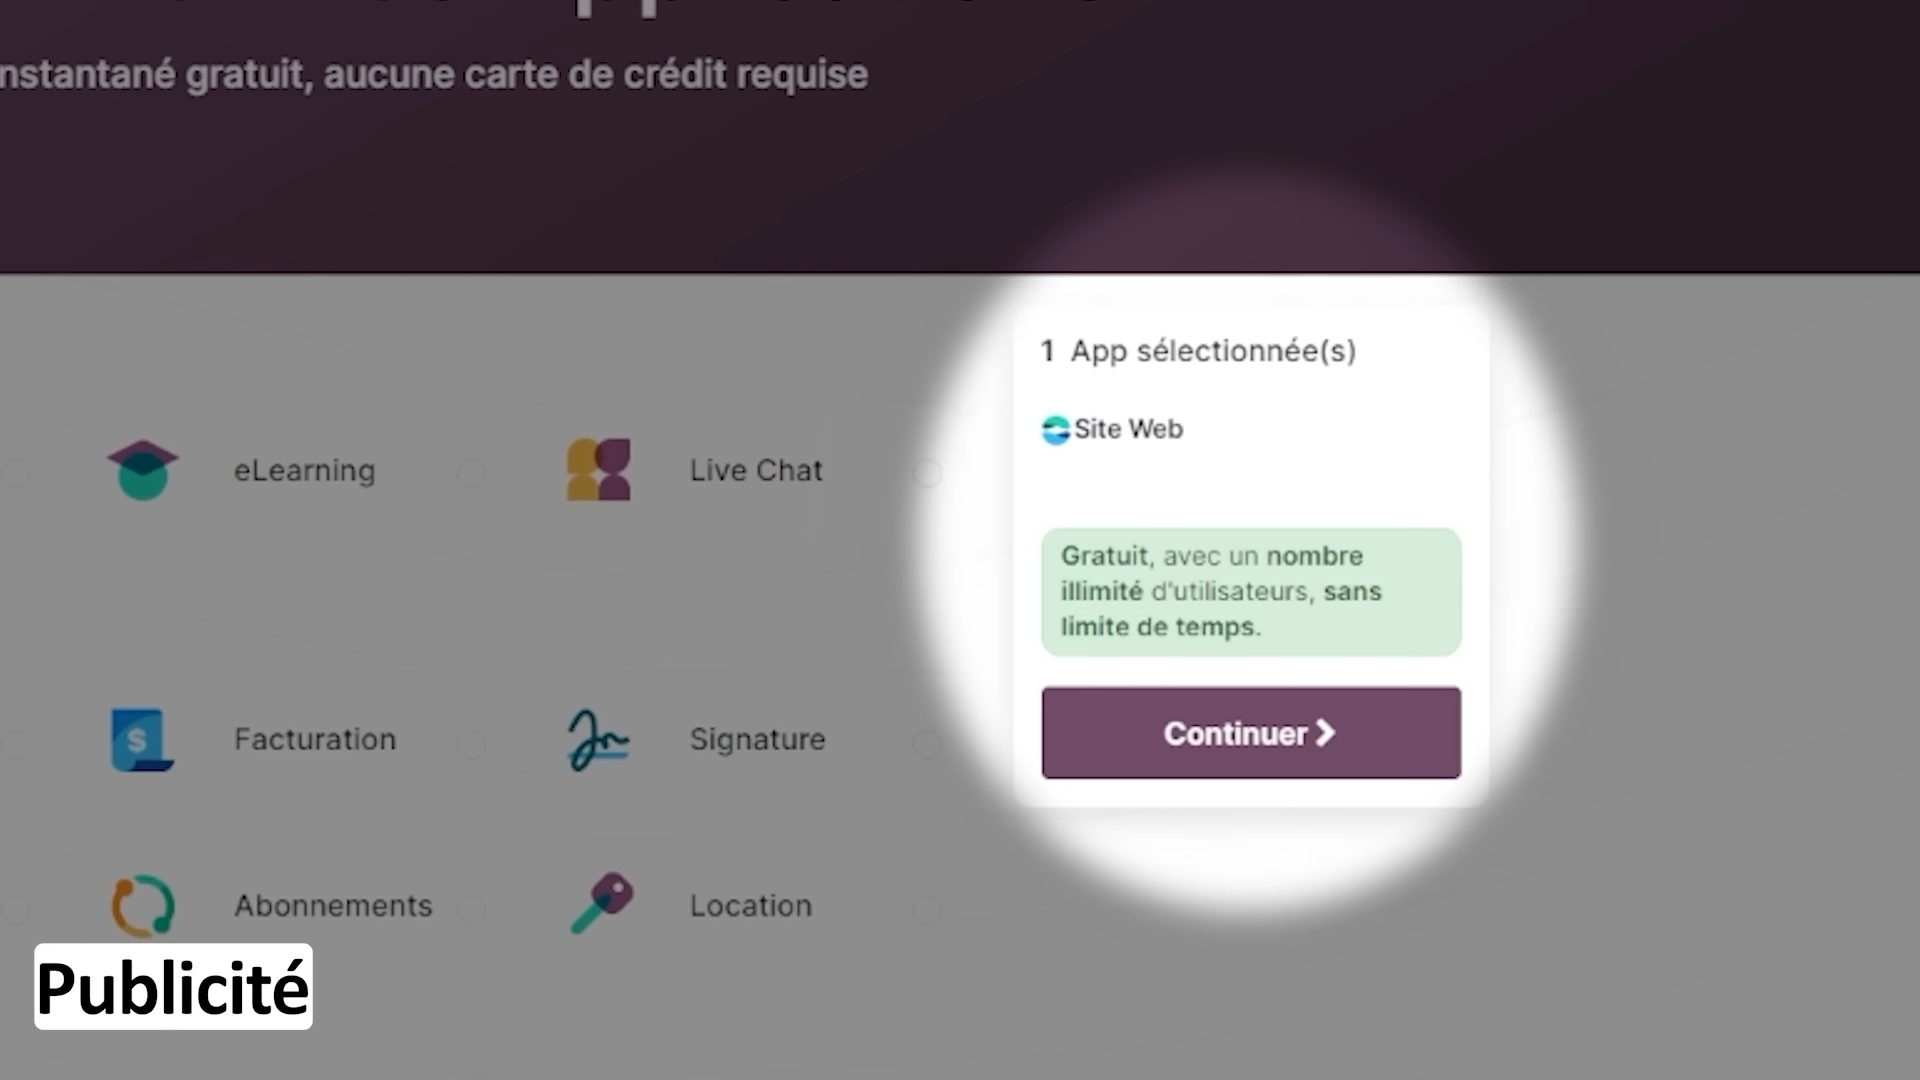 nstantané gratuit, aucune carte de crédit requise
1 App sélectionnée(s)
Site Web
eLearning
Live Chat
Gratuit, avec un nombre
illimité d'utilisateurs, sans
limite de temps.
Facturation
Signature
Continuer
Abonnements
Location
Publicité